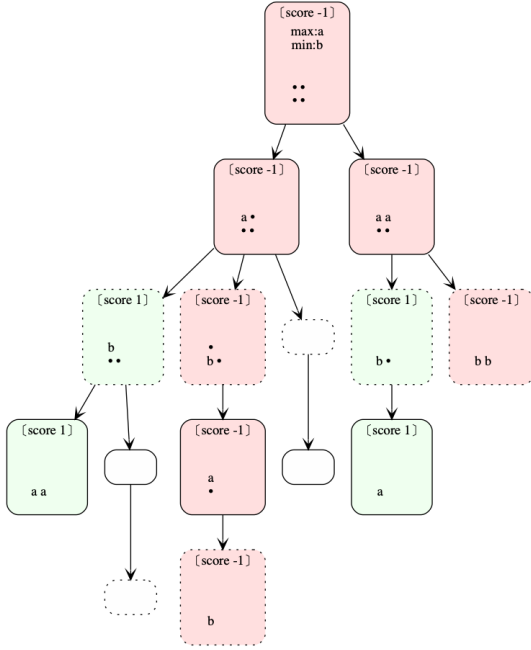 〔score -1〕
max:a
min:b
• •
• •
〔score -1〕
a •
• •
〔score -1〕
a a
• •
〔score 1〕
b
• •
〔score -1〕
•
b •
〔score 1〕
b •
〔score -1〕
b b
〔score 1〕
a a
〔score -1〕
a
•
〔score 1〕
a
〔score -1〕
b